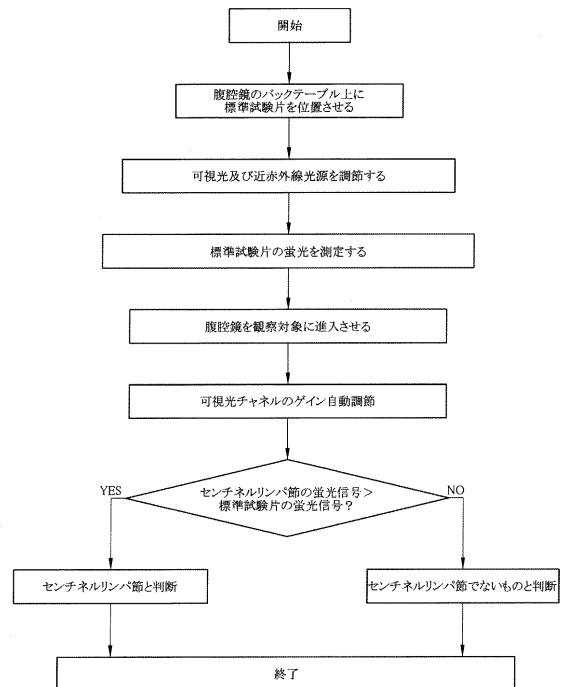 開始
腹腔鏡のバックテーブル上に
標準試験片を位置させる
可視光及び近赤外線光源を調節する
標準試験片の蛍光を測定する
腹腔鏡を観察対象に進入させる
可視光チャネルのゲイン自動調節
センチネルリンパ節の蛍光信号＞
標準試験片の蛍光信号？
YES
NO
センチネルリンパ節と判断
センチネルリンパ節でないものと判断
終了